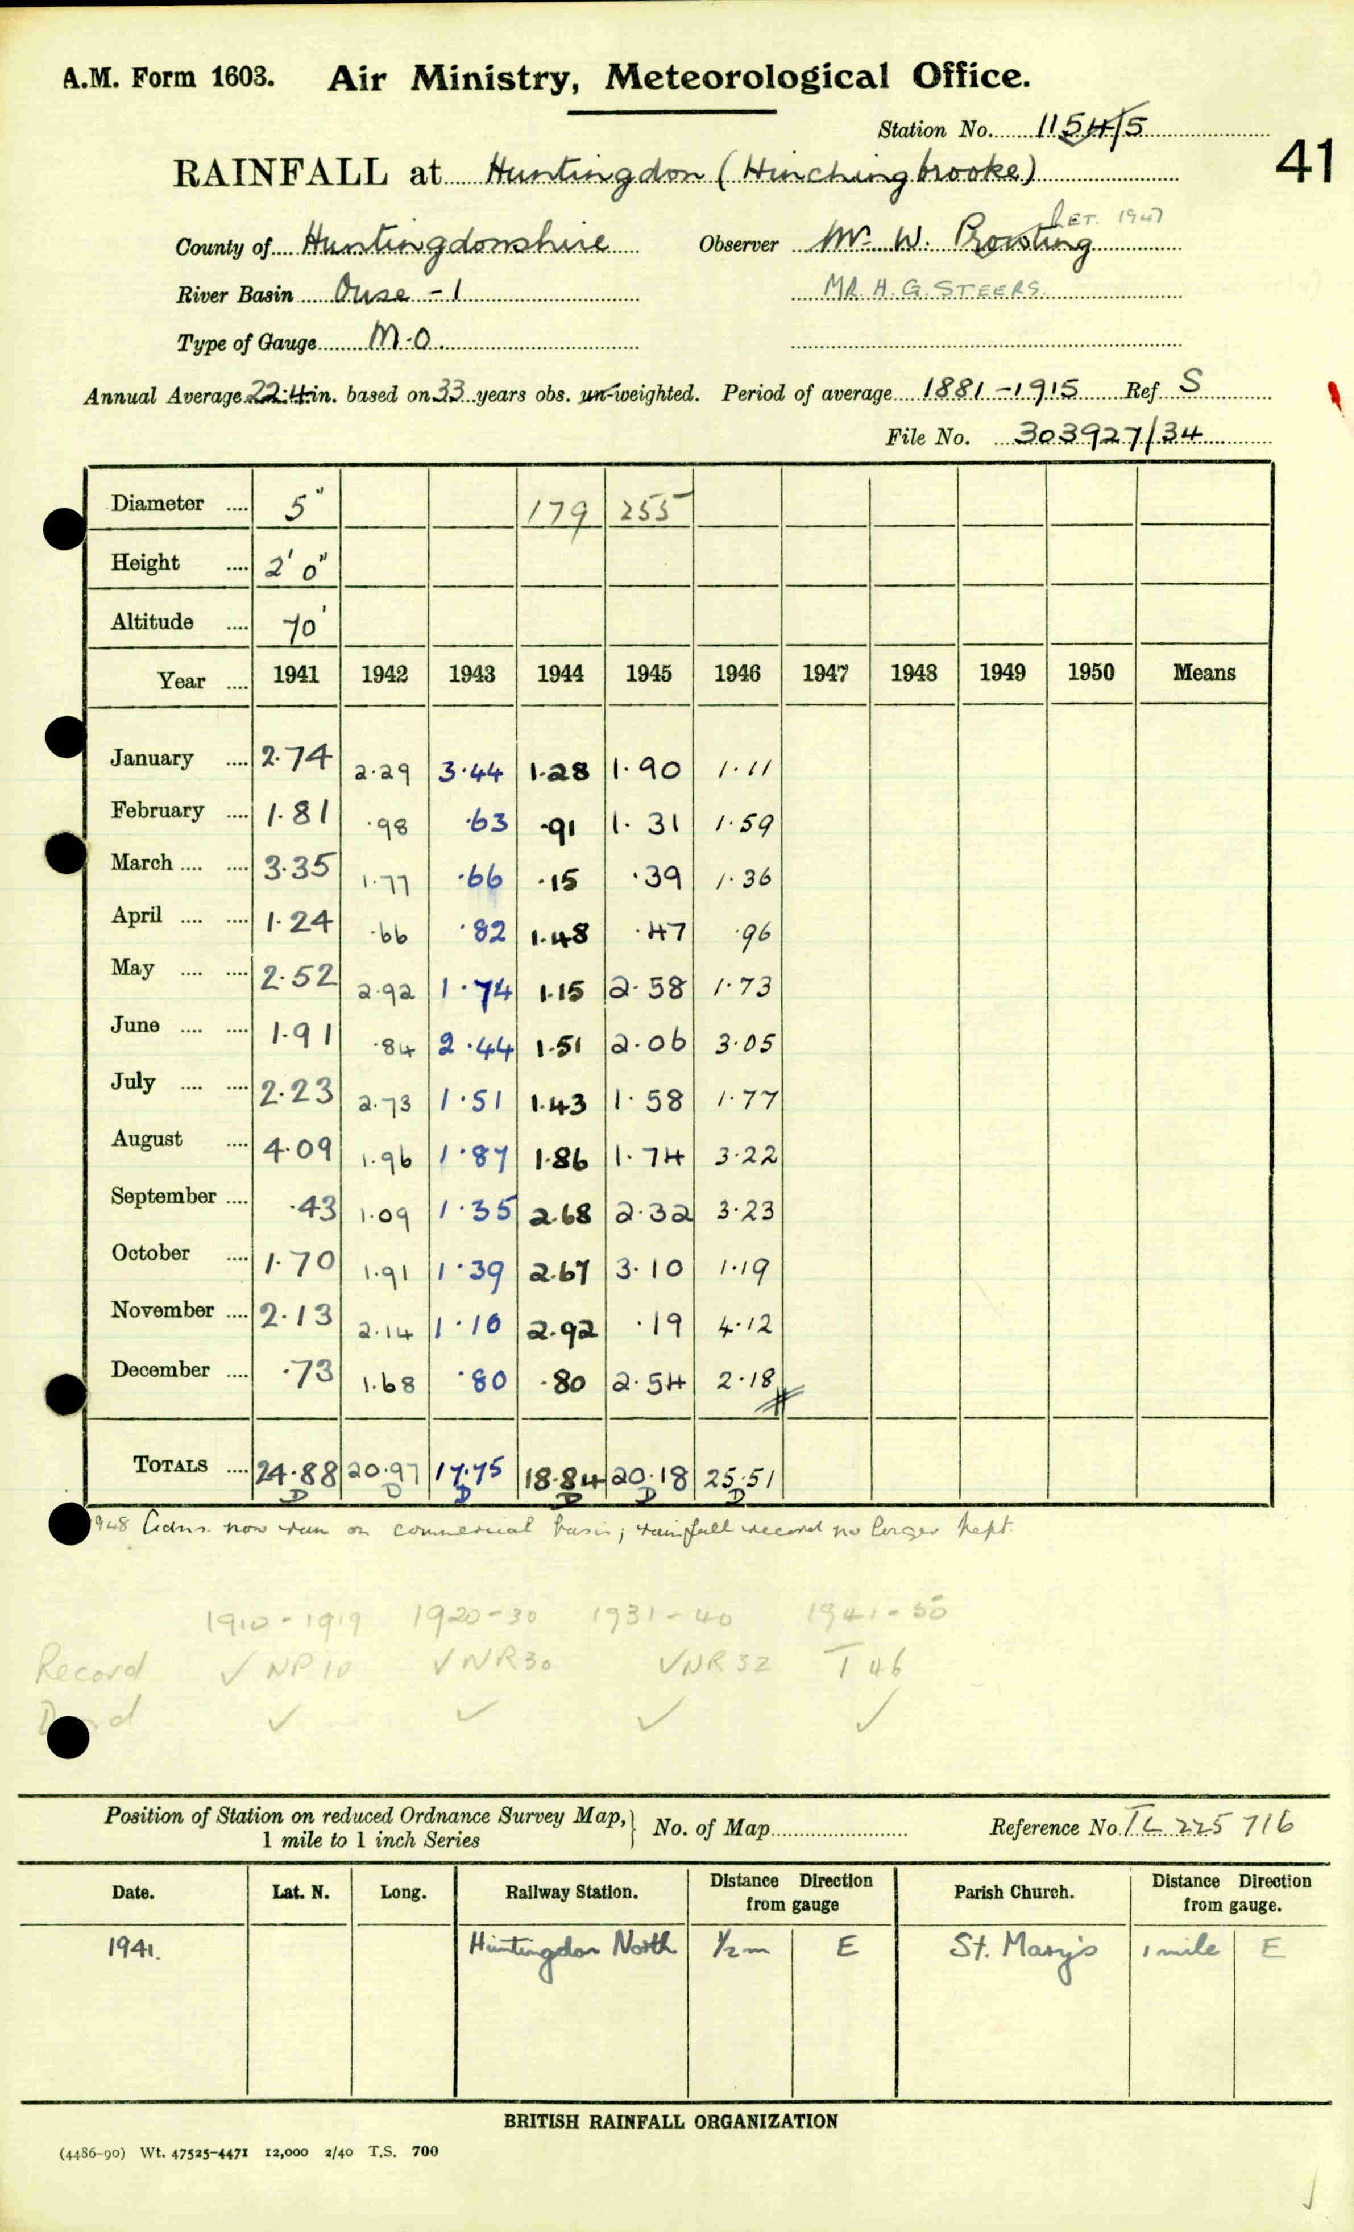 A.M. Form 1603. Air Ministry, Meteorological Office.
Station No. 1154/5
41
RAINFALL at Huntingdon (Hinchingbrooke)
RET. 1947
County of Huntingdonshire Observer Mr. W. Prowting
River Basin Ouse - 1 MR. H. G. STEERS.
Type of Gauge M.O.
Annual Average 22.4 in. based on 33 years obs. un-weighted. Period of average 1881-1915 Ref. S
File No. 303927/34
Diameter .... 5" 179 255
Height .... 2' 0"
Altitude .... 70'
Year .... 1941 1942 1943 1944 1945 1946 1947 1948 1949 1950 Means
January .... 2.74 2.29 3.44 1.28 1.90 1.11
February .... 1.81 .98 .63 .91 1.31 1.59
March .... .... 3.35 1.77 .66 .15 .39 1.36
April .... .... 1.24 .66 .82 1.48 .47 .96
May .... .... 2.52 2.92 1.74 1.15 2.58 1.73
June .... .... 1.91 .84 2.44 1.51 2.06 3.05
July .... .... 2.23 2.73 1.51 1.43 1.58 1.77
August .... 4.09 1.96 1.87 1.86 1.74 3.22
September .... .43 1.09 1.35 2.68 2.32 3.23
October .... 1.70 1.91 1.39 2.67 3.10 1.19
November .... 2.13 2.14 1.10 2.92 .19 4.12
December .... .73 1.68 .80 .80 2.54 2.18
TOTALS .... 24.88 20.97 17.75 18.84 20.18 25.51
D D D D D D
948 Gdns. now run on commercial basis; rainfall record no longer kept.
1910-1919 1920-30 1931-40 1941-50
Record ✓ NP10 ✓ NR30 ✓ NR32 T 46
✓ ✓ ✓ ✓
Position of Station on reduced Ordnance Survey Map, No. of Map Reference No. TL 225 716
1 mile to 1 inch Series
Date. Lat. N. Long. Railway Station. Distance Direction from gauge Parish Church. Distance Direction from gauge.
1941. Huntingdon North ½ m E St. Mary's 1 mile E
BRITISH RAINFALL ORGANIZATION
(4486-90) Wt. 47525-4471 12,000 2/40 T.S. 700